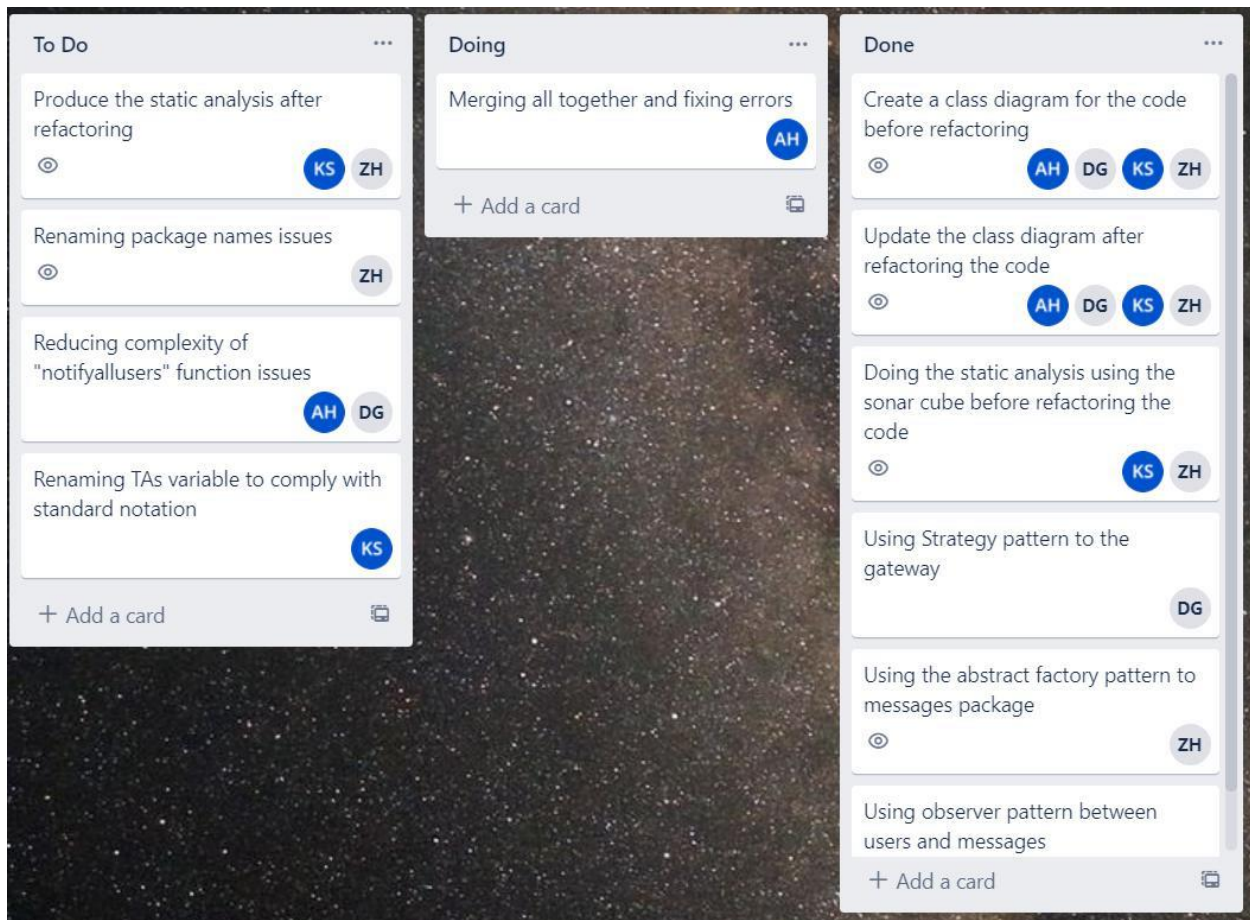 To Do
Produce the static analysis after
refactoring
KS ZH
Renaming package names issues
ZH
Reducing complexity of
"notifyallusers" function issues
AH DG
Renaming TAs variable to comply with
standard notation
KS
+ Add a card
Doing
Merging all together and fixing errors
AH
+ Add a card
Done
Create a class diagram for the code
before refactoring
AH DG KS ZH
Update the class diagram after
refactoring the code
AH DG KS ZH
Doing the static analysis using the
sonar cube before refactoring the
code
KS ZH
Using Strategy pattern to the
gateway
DG
Using the abstract factory pattern to
messages package
ZH
Using observer pattern between
users and messages
+ Add a card